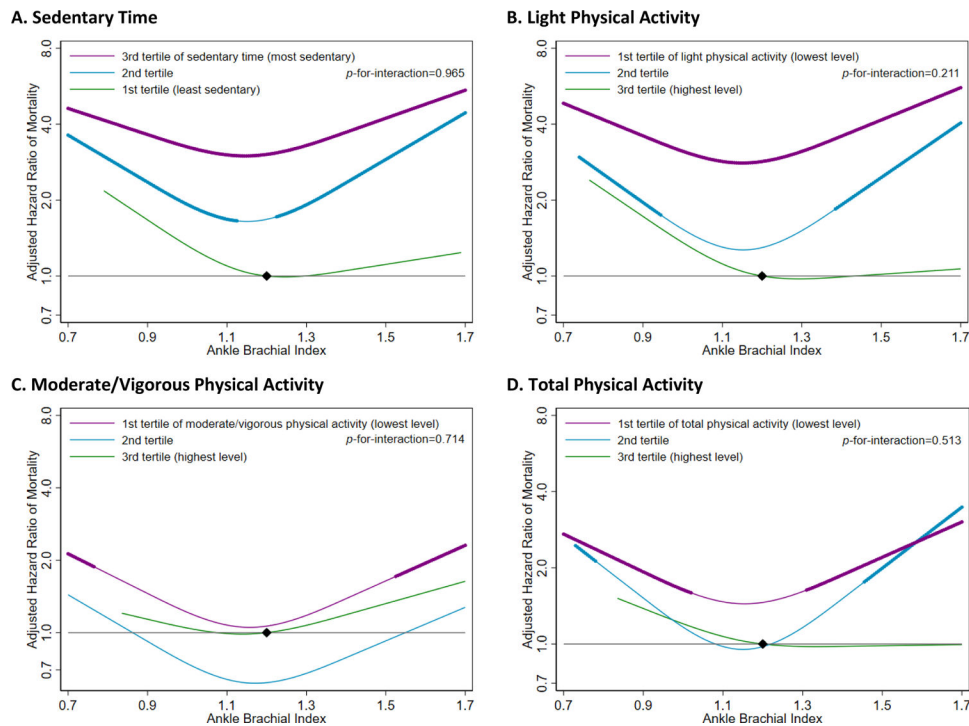 A. Sedentary Time
8.0
4.0
2.0
1.0
0.7
Adjusted Hazard Ratio of Mortality
3rd tertile of sedentary time (most sedentary)
2nd tertile
p-for-interaction=0.965
1st tertile (least sedentary)
0.7 0.9 1.1 1.3 1.5 1.7
Ankle Brachial Index
B. Light Physical Activity
8.0
4.0
2.0
1.0
0.7
Adjusted Hazard Ratio of Mortality
1st tertile of light physical activity (lowest level)
2nd tertile
p-for-interaction=0.211
3rd tertile (highest level)
0.7 0.9 1.1 1.3 1.5 1.7
Ankle Brachial Index
C. Moderate/Vigorous Physical Activity
8.0
4.0
2.0
1.0
0.7
Adjusted Hazard Ratio of Mortality
1st tertile of moderate/vigorous physical activity (lowest level)
2nd tertile
p-for-interaction=0.714
3rd tertile (highest level)
0.7 0.9 1.1 1.3 1.5 1.7
Ankle Brachial Index
D. Total Physical Activity
8.0
4.0
2.0
1.0
0.7
Adjusted Hazard Ratio of Mortality
1st tertile of total physical activity (lowest level)
2nd tertile
p-for-interaction=0.513
3rd tertile (highest level)
0.7 0.9 1.1 1.3 1.5 1.7
Ankle Brachial Index